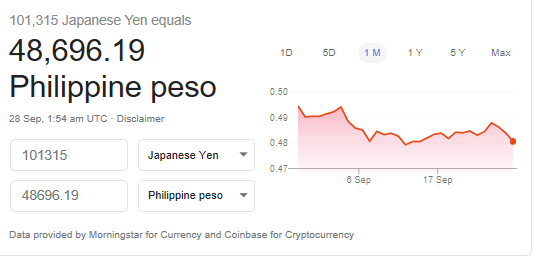 101,315 Japanese Yen equals
48,696.19
Philippine peso
28 Sep, 1:54 am UTC · Disclaimer
101315 Japanese Yen
48696.19 Philippine peso
1D 5D 1 M 1 Y 5 Y Max
0.50
0.49
0.48
0.47
6 Sep 17 Sep
Data provided by Morningstar for Currency and Coinbase for Cryptocurrency